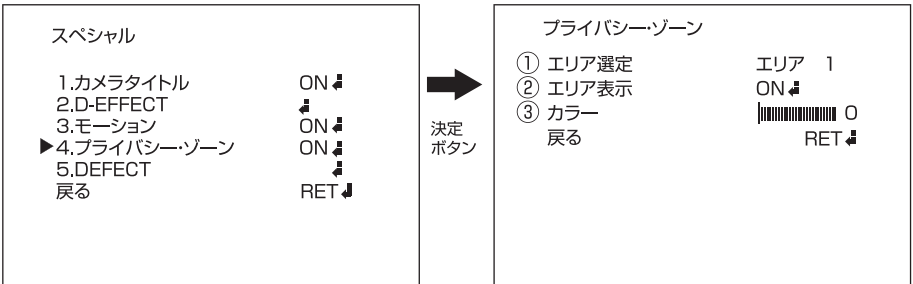 スペシャル
1.カメラタイトル ON↲
2.D-EFFECT ↲
3.モーション ON↲
▶4.プライバシー・ゾーン ON↲
5.DEFECT ↲
戻る RET↲
決定
ボタン
プライバシー・ゾーン
① エリア選定 エリア 1
② エリア表示 ON↲
③ カラー 0
戻る RET↲